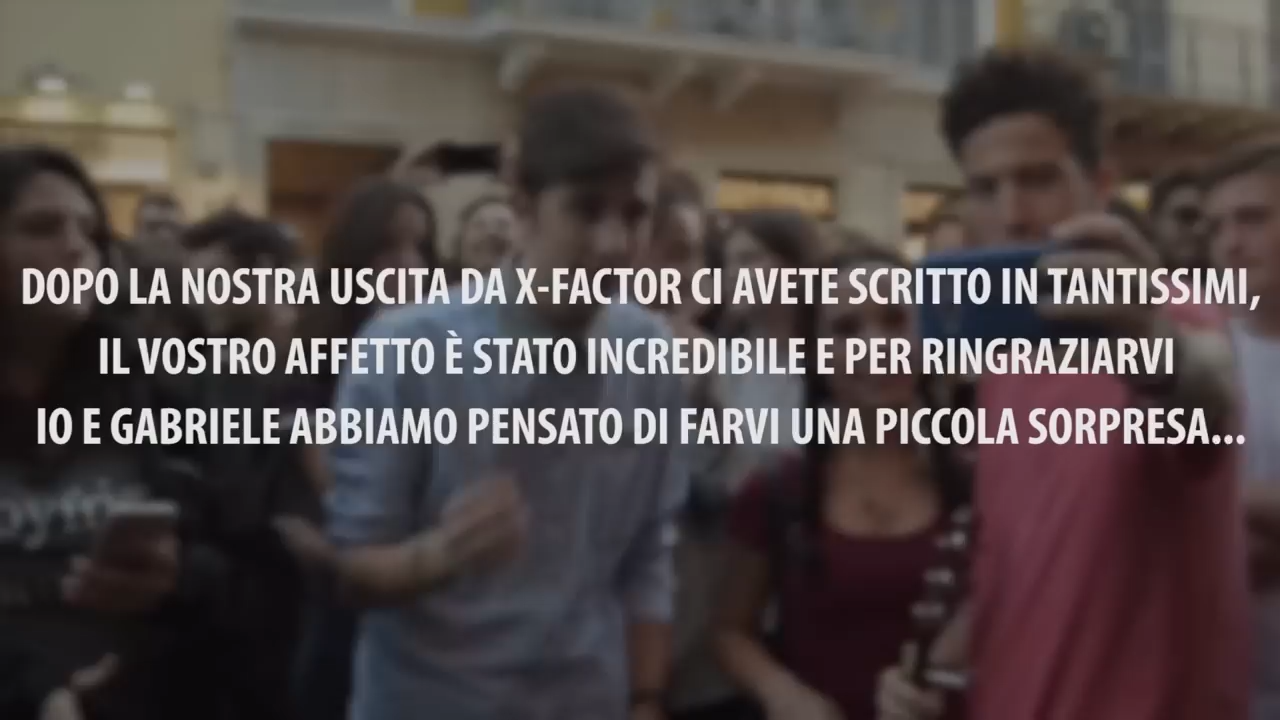 DOPO LA NOSTRA USCITA DA X-FACTOR CI AVETE SCRITTO IN TANTISSIMI,
IL VOSTRO AFFETTO È STATO INCREDIBILE E PER RINGRAZIARVI
IO E GABRIELE ABBIAMO PENSATO DI FARVI UNA PICCOLA SORPRESA...